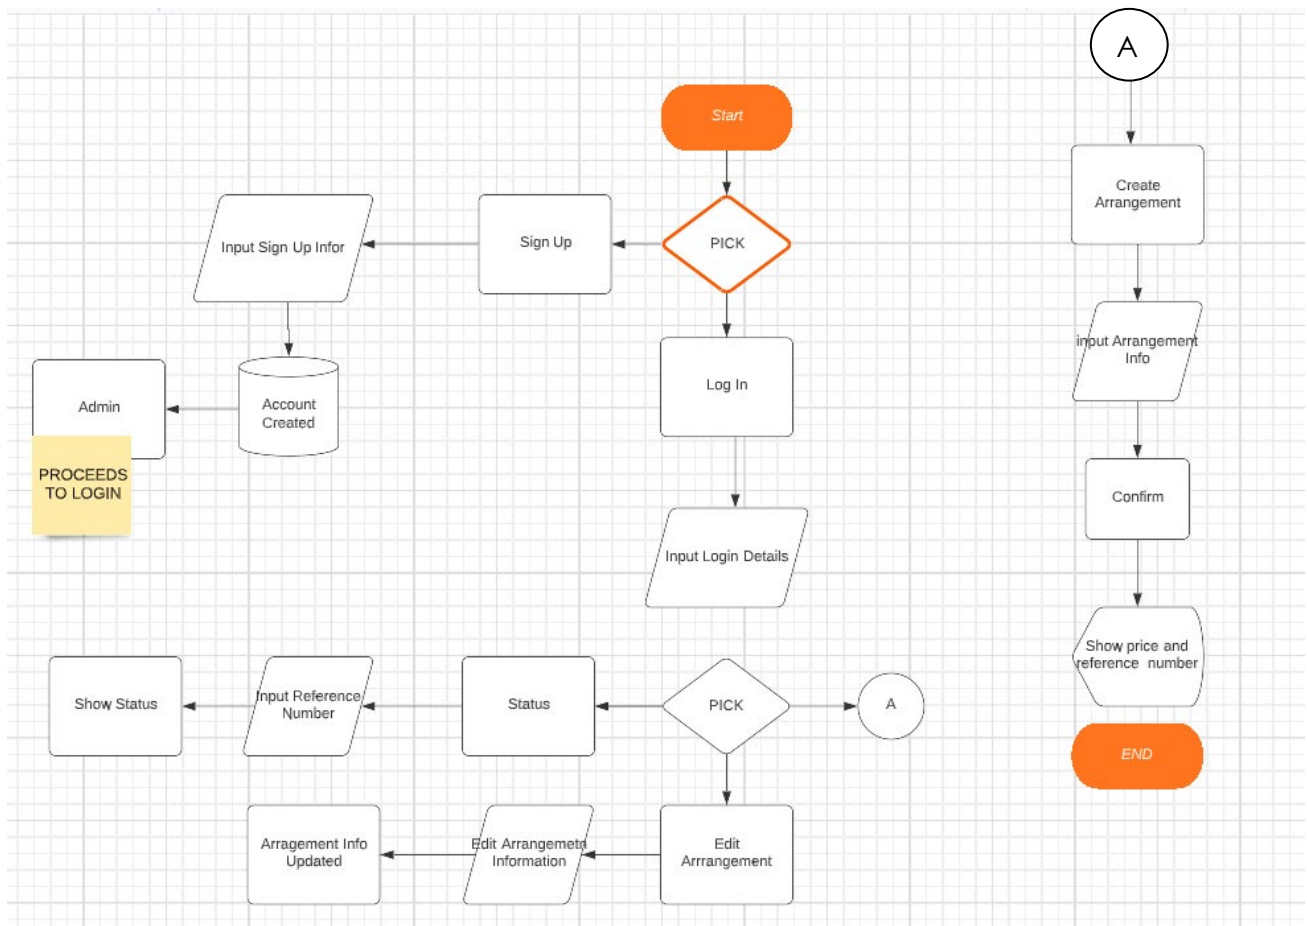 A
Start
Create
Arrangement
Input Sign Up Infor
Sign Up
PICK
input Arrangement
Info
Log In
Admin
Account
Created
PROCEEDS
TO LOGIN
Confirm
Input Login Details
Show price and
reference number
Show Status
Input Reference
Number
Status
PICK
A
END
Arragement Info
Updated
Edit Arrangemetn
Information
Edit
Arrrangement